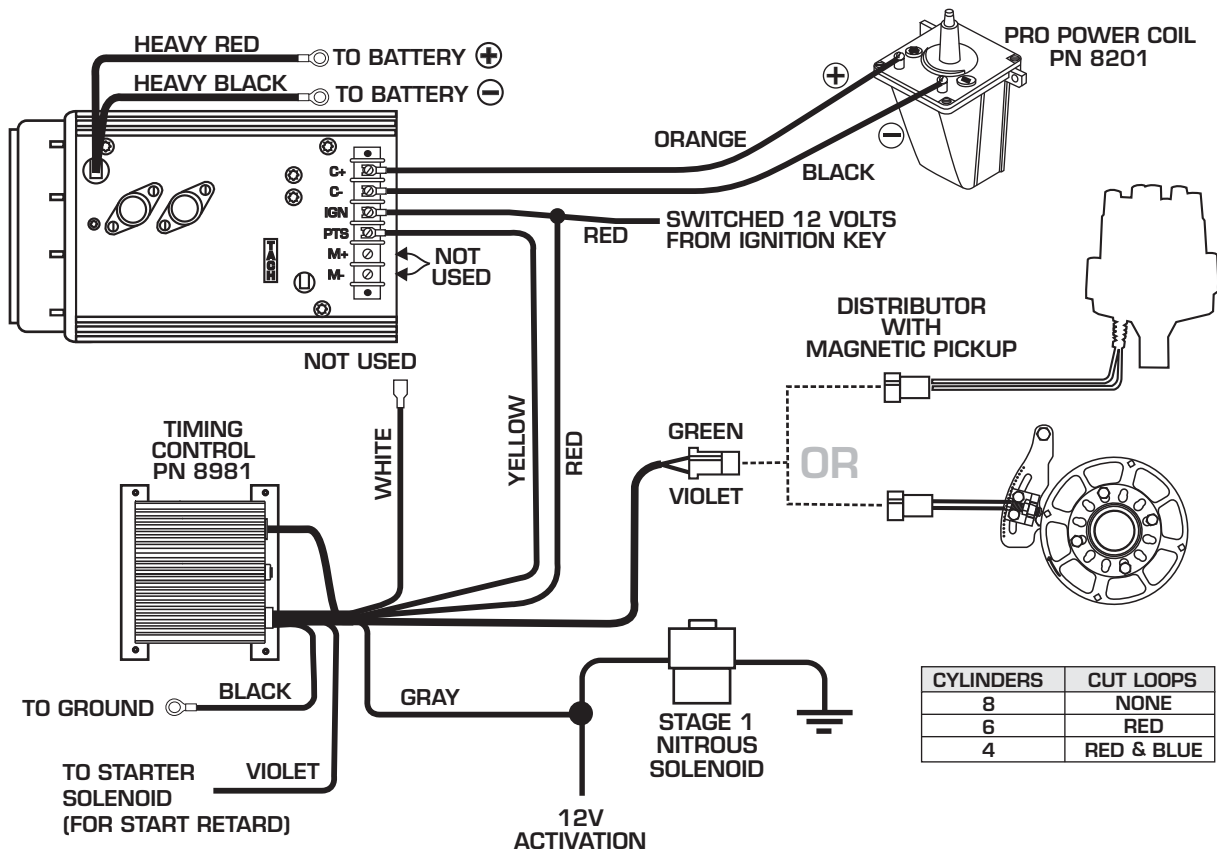 HEAVY RED
TO BATTERY +
HEAVY BLACK
TO BATTERY -
PRO POWER COIL
PN 8201
+
ORANGE
-
BLACK
C+
C-
IGN
PTS
M+
M-
TACH
NOT
USED
RED
SWITCHED 12 VOLTS
FROM IGNITION KEY
DISTRIBUTOR
WITH
MAGNETIC PICKUP
NOT USED
WHITE
YELLOW
RED
TIMING
CONTROL
PN 8981
GREEN
VIOLET
OR
TO GROUND
BLACK
GRAY
TO STARTER
SOLENOID
(FOR START RETARD)
VIOLET
12V
ACTIVATION
STAGE 1
NITROUS
SOLENOID
CYLINDERS CUT LOOPS
8 NONE
6 RED
4 RED & BLUE